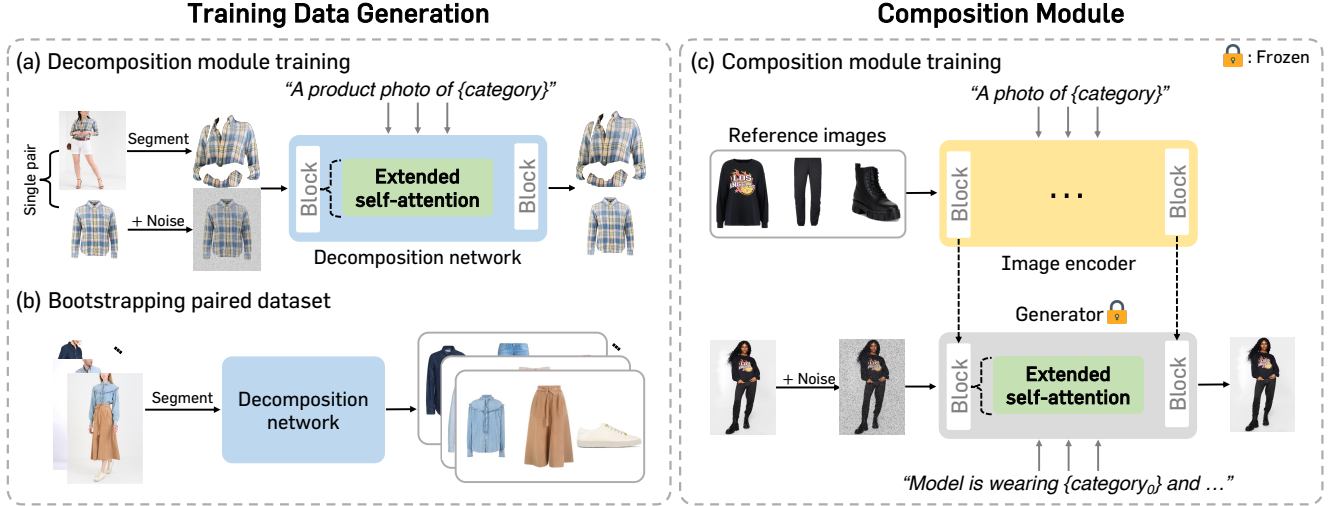 Training Data Generation
(a) Decomposition module training
“A product photo of {category}”
Single pair
Segment
+ Noise
Block
Extended
self-attention
Block
Decomposition network
(b) Bootstrapping paired dataset
...
Segment
Decomposition
network
...
Composition Module
(c) Composition module training
: Frozen
“A photo of {category}”
Reference images
LOS
ANGELES
Block
...
Block
Image encoder
Generator
+ Noise
Block
Extended
self-attention
Block
“Model is wearing {category₀} and …”